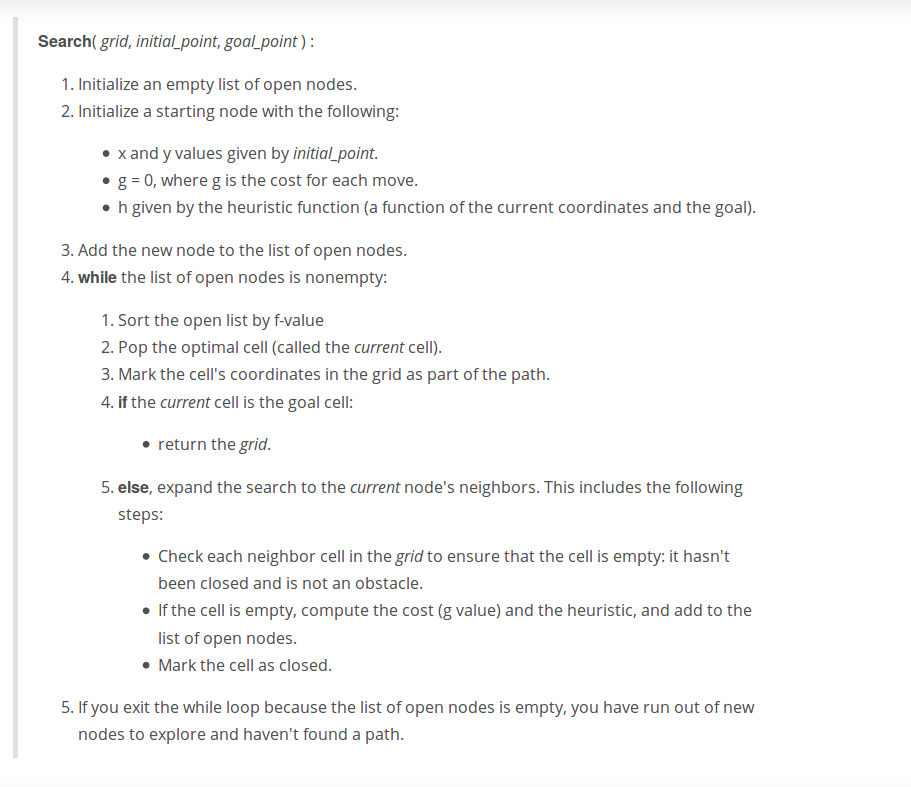 Search( grid, initial_point, goal_point ) :
1. Initialize an empty list of open nodes.
2. Initialize a starting node with the following:
• x and y values given by initial_point.
• g = 0, where g is the cost for each move.
• h given by the heuristic function (a function of the current coordinates and the goal).
3. Add the new node to the list of open nodes.
4. while the list of open nodes is nonempty:
1. Sort the open list by f-value
2. Pop the optimal cell (called the current cell).
3. Mark the cell's coordinates in the grid as part of the path.
4. if the current cell is the goal cell:
• return the grid.
5. else, expand the search to the current node's neighbors. This includes the following
steps:
• Check each neighbor cell in the grid to ensure that the cell is empty: it hasn't
been closed and is not an obstacle.
• If the cell is empty, compute the cost (g value) and the heuristic, and add to the
list of open nodes.
• Mark the cell as closed.
5. If you exit the while loop because the list of open nodes is empty, you have run out of new
nodes to explore and haven't found a path.